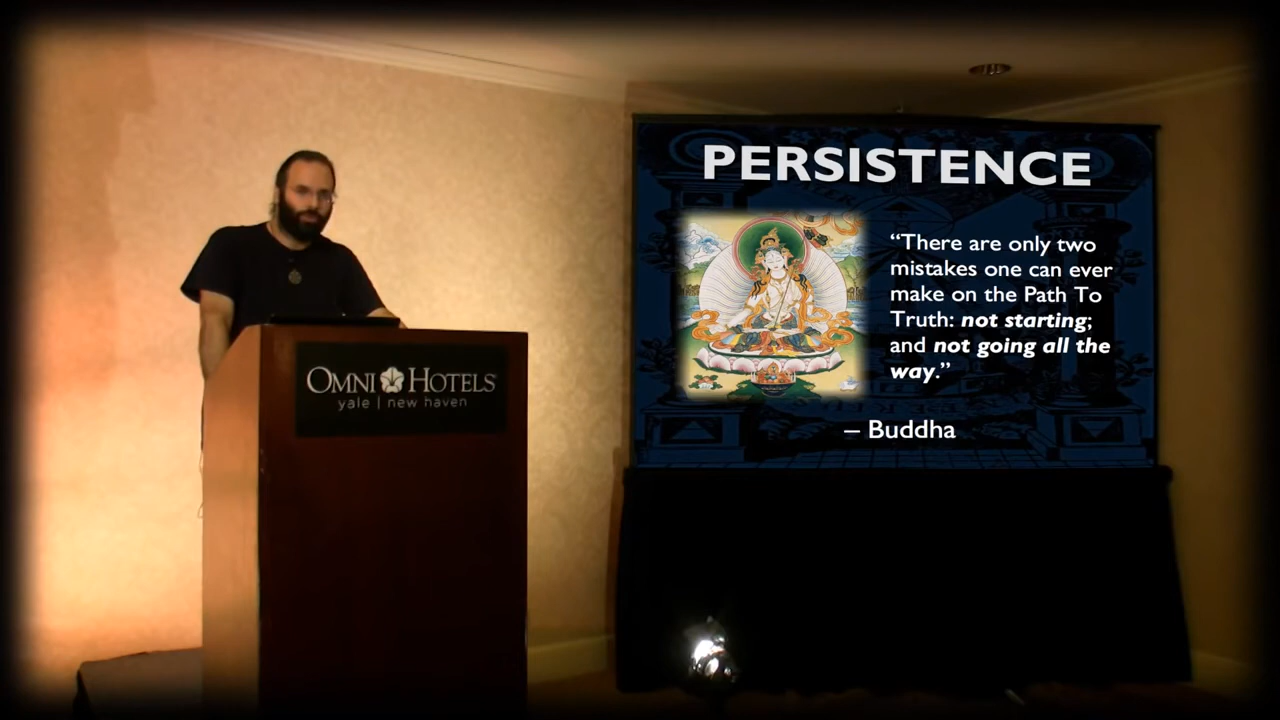 OMNI HOTELS
yale | new haven
PERSISTENCE
“There are only two
mistakes one can ever
make on the Path To
Truth: not starting;
and not going all the
way.”
– Buddha